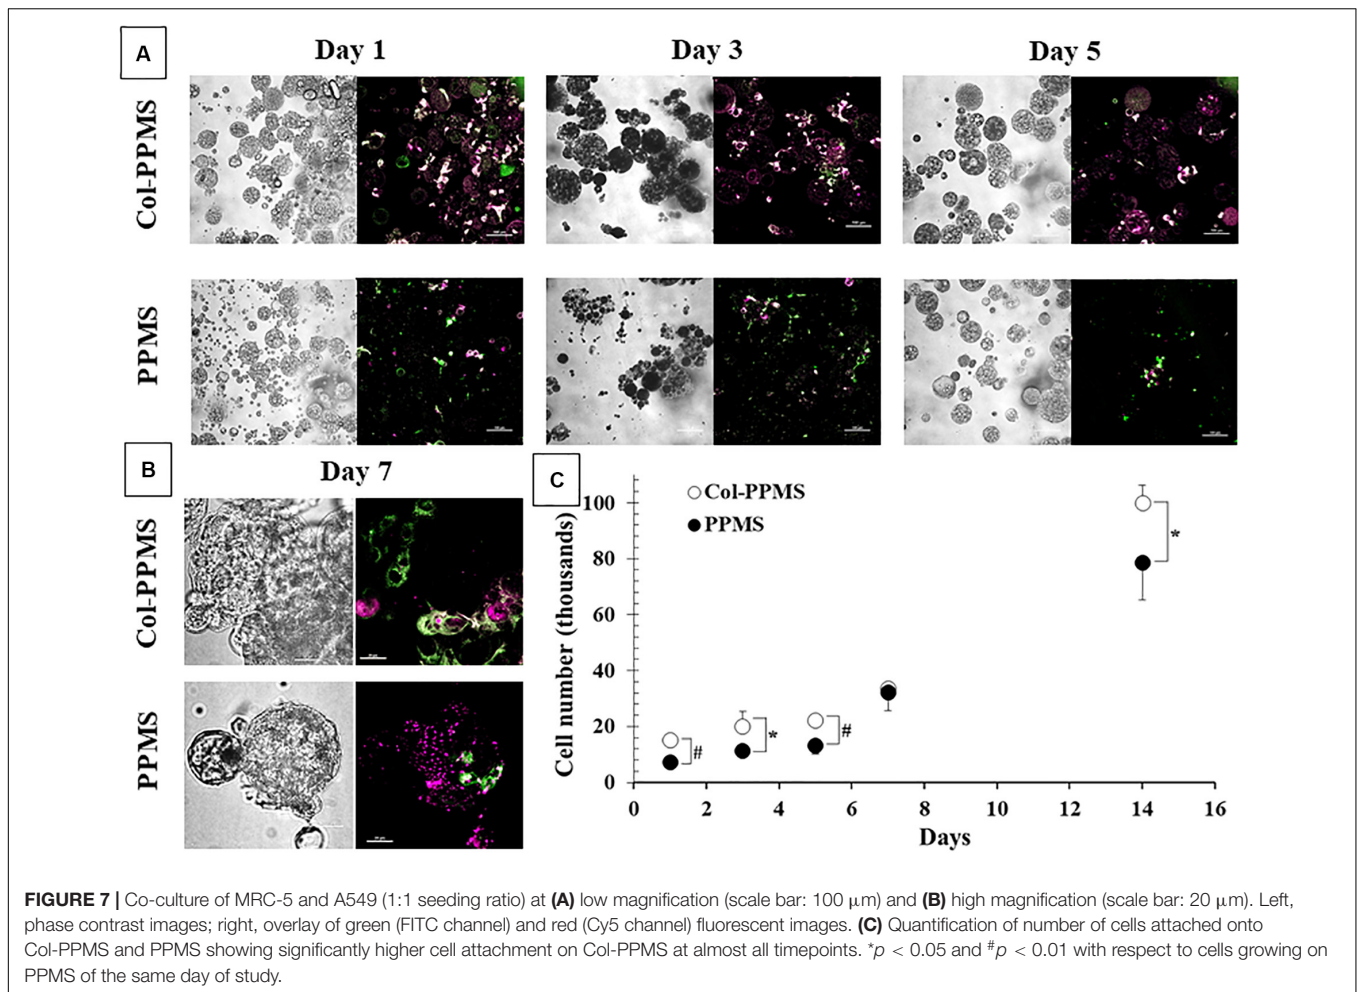 A
Day 1
Day 3
Day 5
Col-PPMS
PPMS
B
Day 7
Col-PPMS
PPMS
C
Col-PPMS
PPMS
Cell number (thousands)
100
80
60
40
20
0
# * # *
0 2 4 6 8 10 12 14 16
Days
FIGURE 7 | Co-culture of MRC-5 and A549 (1:1 seeding ratio) at (A) low magnification (scale bar: 100 μm) and (B) high magnification (scale bar: 20 μm). Left,
phase contrast images; right, overlay of green (FITC channel) and red (Cy5 channel) fluorescent images. (C) Quantification of number of cells attached onto
Col-PPMS and PPMS showing significantly higher cell attachment on Col-PPMS at almost all timepoints. *p < 0.05 and #p < 0.01 with respect to cells growing on
PPMS of the same day of study.